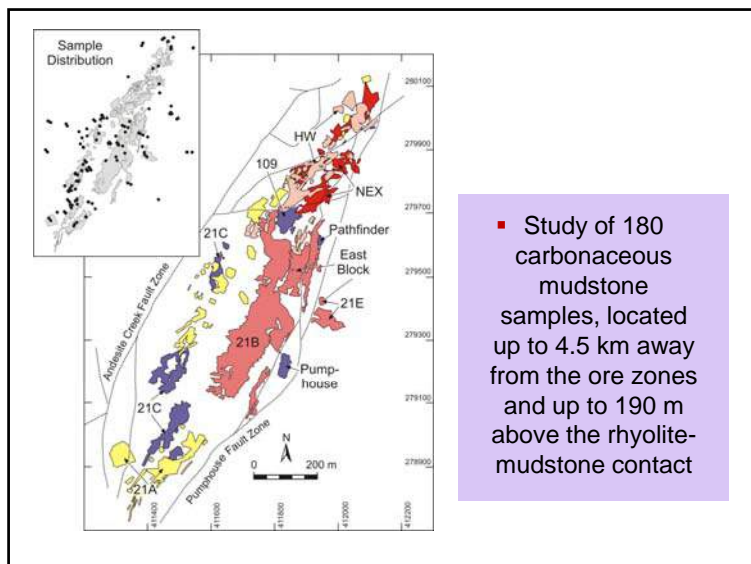 Sample
Distribution
280100
279900
279700
279500
279300
279100
278900
HW
109
NEX
21C
Pathfinder
East
Block
21E
21B
Pump-
house
21C
21A
Andesite Creek Fault Zone
Pumphouse Fault Zone
N
0 200 m
411400
411600
411800
412000
412200
▪ Study of 180
carbonaceous
mudstone
samples, located
up to 4.5 km away
from the ore zones
and up to 190 m
above the rhyolite-
mudstone contact